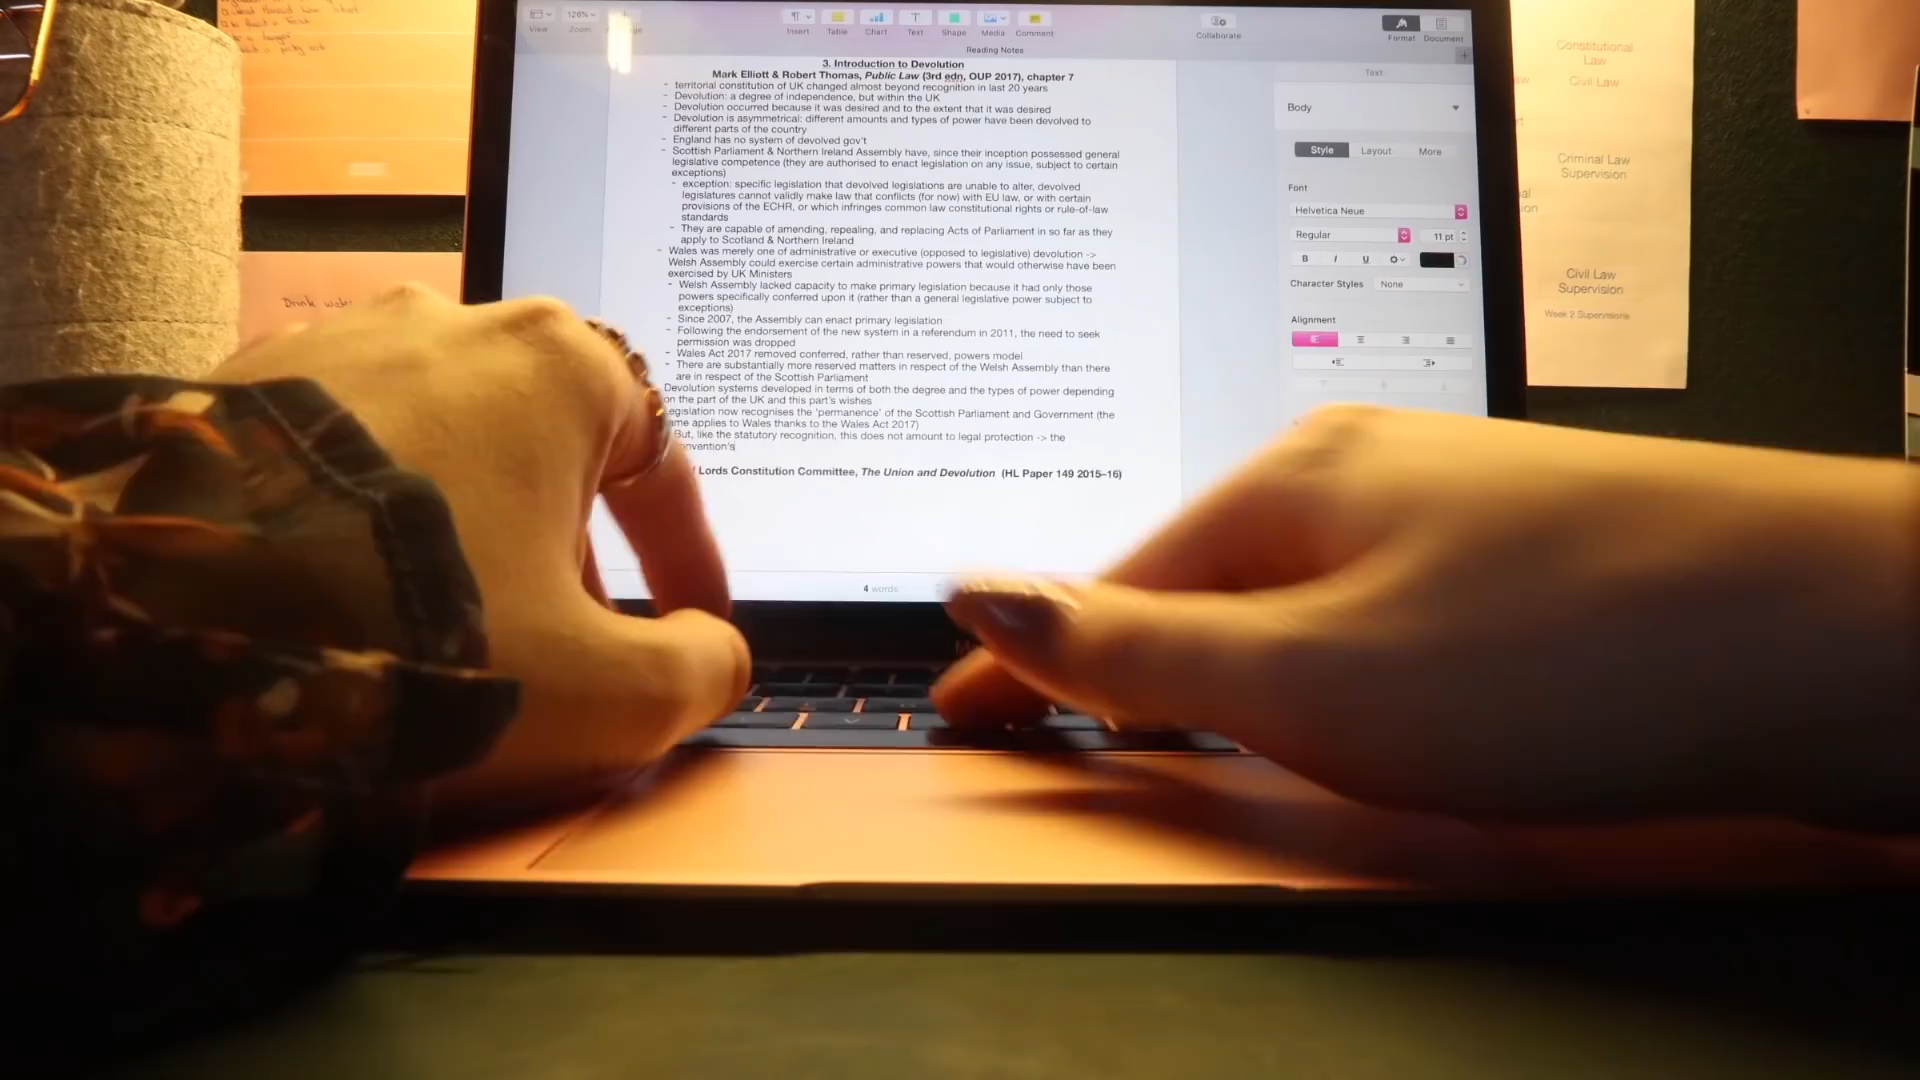 126%
View
Zoom
Insert
Table
Chart
Text
Shape
Media
Comment
Collaborate
Format
Document
Reading Notes
3. Introduction to Devolution
Mark Elliott & Robert Thomas, Public Law (3rd edn, OUP 2017), chapter 7
- territorial constitution of UK changed almost beyond recognition in last 20 years
- Devolution: a degree of independence, but within the UK
- Devolution occurred because it was desired and to the extent that it was desired
- Devolution is asymmetrical: different amounts and types of power have been devolved to
different parts of the country
- England has no system of devolved gov't
- Scottish Parliament & Northern Ireland Assembly have, since their inception possessed general
legislative competence (they are authorised to enact legislation on any issue, subject to certain
exceptions)
- exception: specific legislation that devolved legislations are unable to alter, devolved
legislatures cannot validly make law that conflicts (for now) with EU law, or with certain
provisions of the ECHR, or which infringes common law constitutional rights or rule-of-law
standards
- They are capable of amending, repealing, and replacing Acts of Parliament in so far as they
apply to Scotland & Northern Ireland
- Wales was merely one of administrative or executive (opposed to legislative) devolution ->
Welsh Assembly could exercise certain administrative powers that would otherwise have been
exercised by UK Ministers
- Welsh Assembly lacked capacity to make primary legislation because it had only those
powers specifically conferred upon it (rather than a general legislative power subject to
exceptions)
- Since 2007, the Assembly can enact primary legislation
- Following the endorsement of the new system in a referendum in 2011, the need to seek
permission was dropped
- Wales Act 2017 removed conferred, rather than reserved, powers model
- There are substantially more reserved matters in respect of the Welsh Assembly than there
are in respect of the Scottish Parliament
Devolution systems developed in terms of both the degree and the types of power depending
on the part of the UK and this part's wishes
egislation now recognises the 'permanence' of the Scottish Parliament and Government (the
ame applies to Wales thanks to the Wales Act 2017)
But, like the statutory recognition, this does not amount to legal protection -> the
nvention's
Lords Constitution Committee, The Union and Devolution (HL Paper 149 2015–16)
4 words
Text
Body
Style
Layout
More
Font
Helvetica Neue
Regular
11 pt
B
I
U
Character Styles
None
Alignment
Drink
Constitutional
Law
Civil Law
Criminal Law
Supervision
Civil Law
Supervision
Week 2 Supervisions